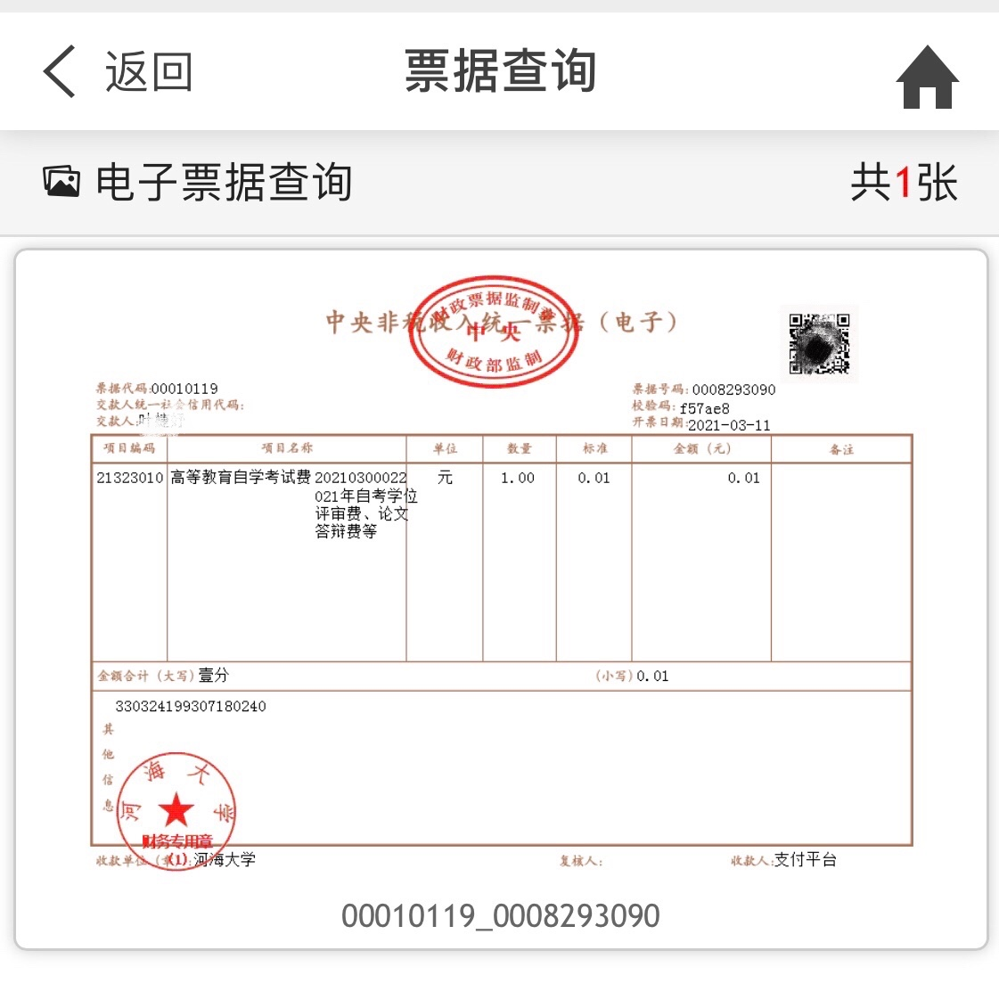 返回
票据查询
电子票据查询
共1张
中央非税收入统一票据（电子）
财政票据监制章
中央
财政部监制
票据代码:00010119
交款人统一社会信用代码:
交款人:叶
票据号码:0008293090
校验码:f57ae8
开票日期:2021-03-11
项目编码 项目名称 单位 数量 标准 金额（元） 备注
21323010 高等教育自学考试费 20210300022 元 1.00 0.01 0.01
021年自考学位
评审费、论文
答辩费等
金额合计（大写）壹分 （小写）0.01
330324199307180240
其他信息
河海大学
财务专用章
(1)
收款单位（章）:河海大学 复核人: 收款人:支付平台
00010119_0008293090